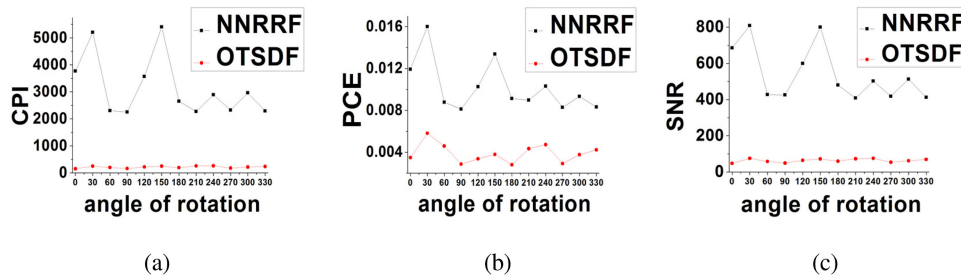 NNRRF
OTSDF
CPI
5000
4000
3000
2000
1000
0
0 30 60 90 120 150 180 210 240 270 300 330
angle of rotation
(a)
NNRRF
OTSDF
PCE
0.016
0.012
0.008
0.004
0 30 60 90 120 150 180 210 240 270 300 330
angle of rotation
(b)
NNRRF
OTSDF
SNR
800
600
400
200
0
0 30 60 90 120 150 180 210 240 270 300 330
angle of rotation
(c)